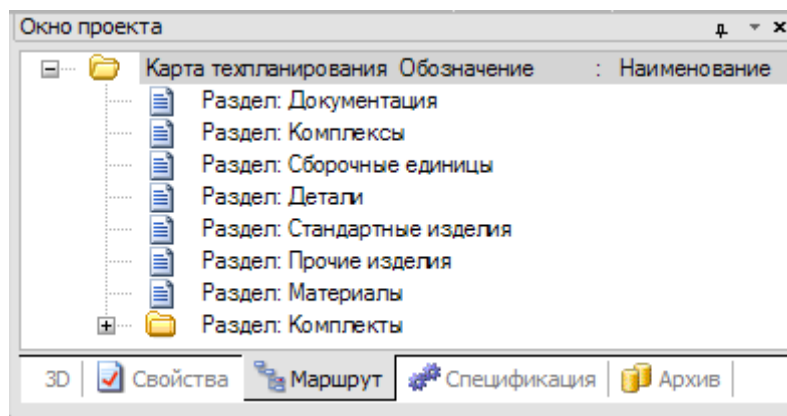 Окно проекта
Карта техпланирования Обозначение : Наименование
Раздел: Документация
Раздел: Комплексы
Раздел: Сборочные единицы
Раздел: Детали
Раздел: Стандартные изделия
Раздел: Прочие изделия
Раздел: Материалы
Раздел: Комплекты
3D Свойства Маршрут Спецификация Архив